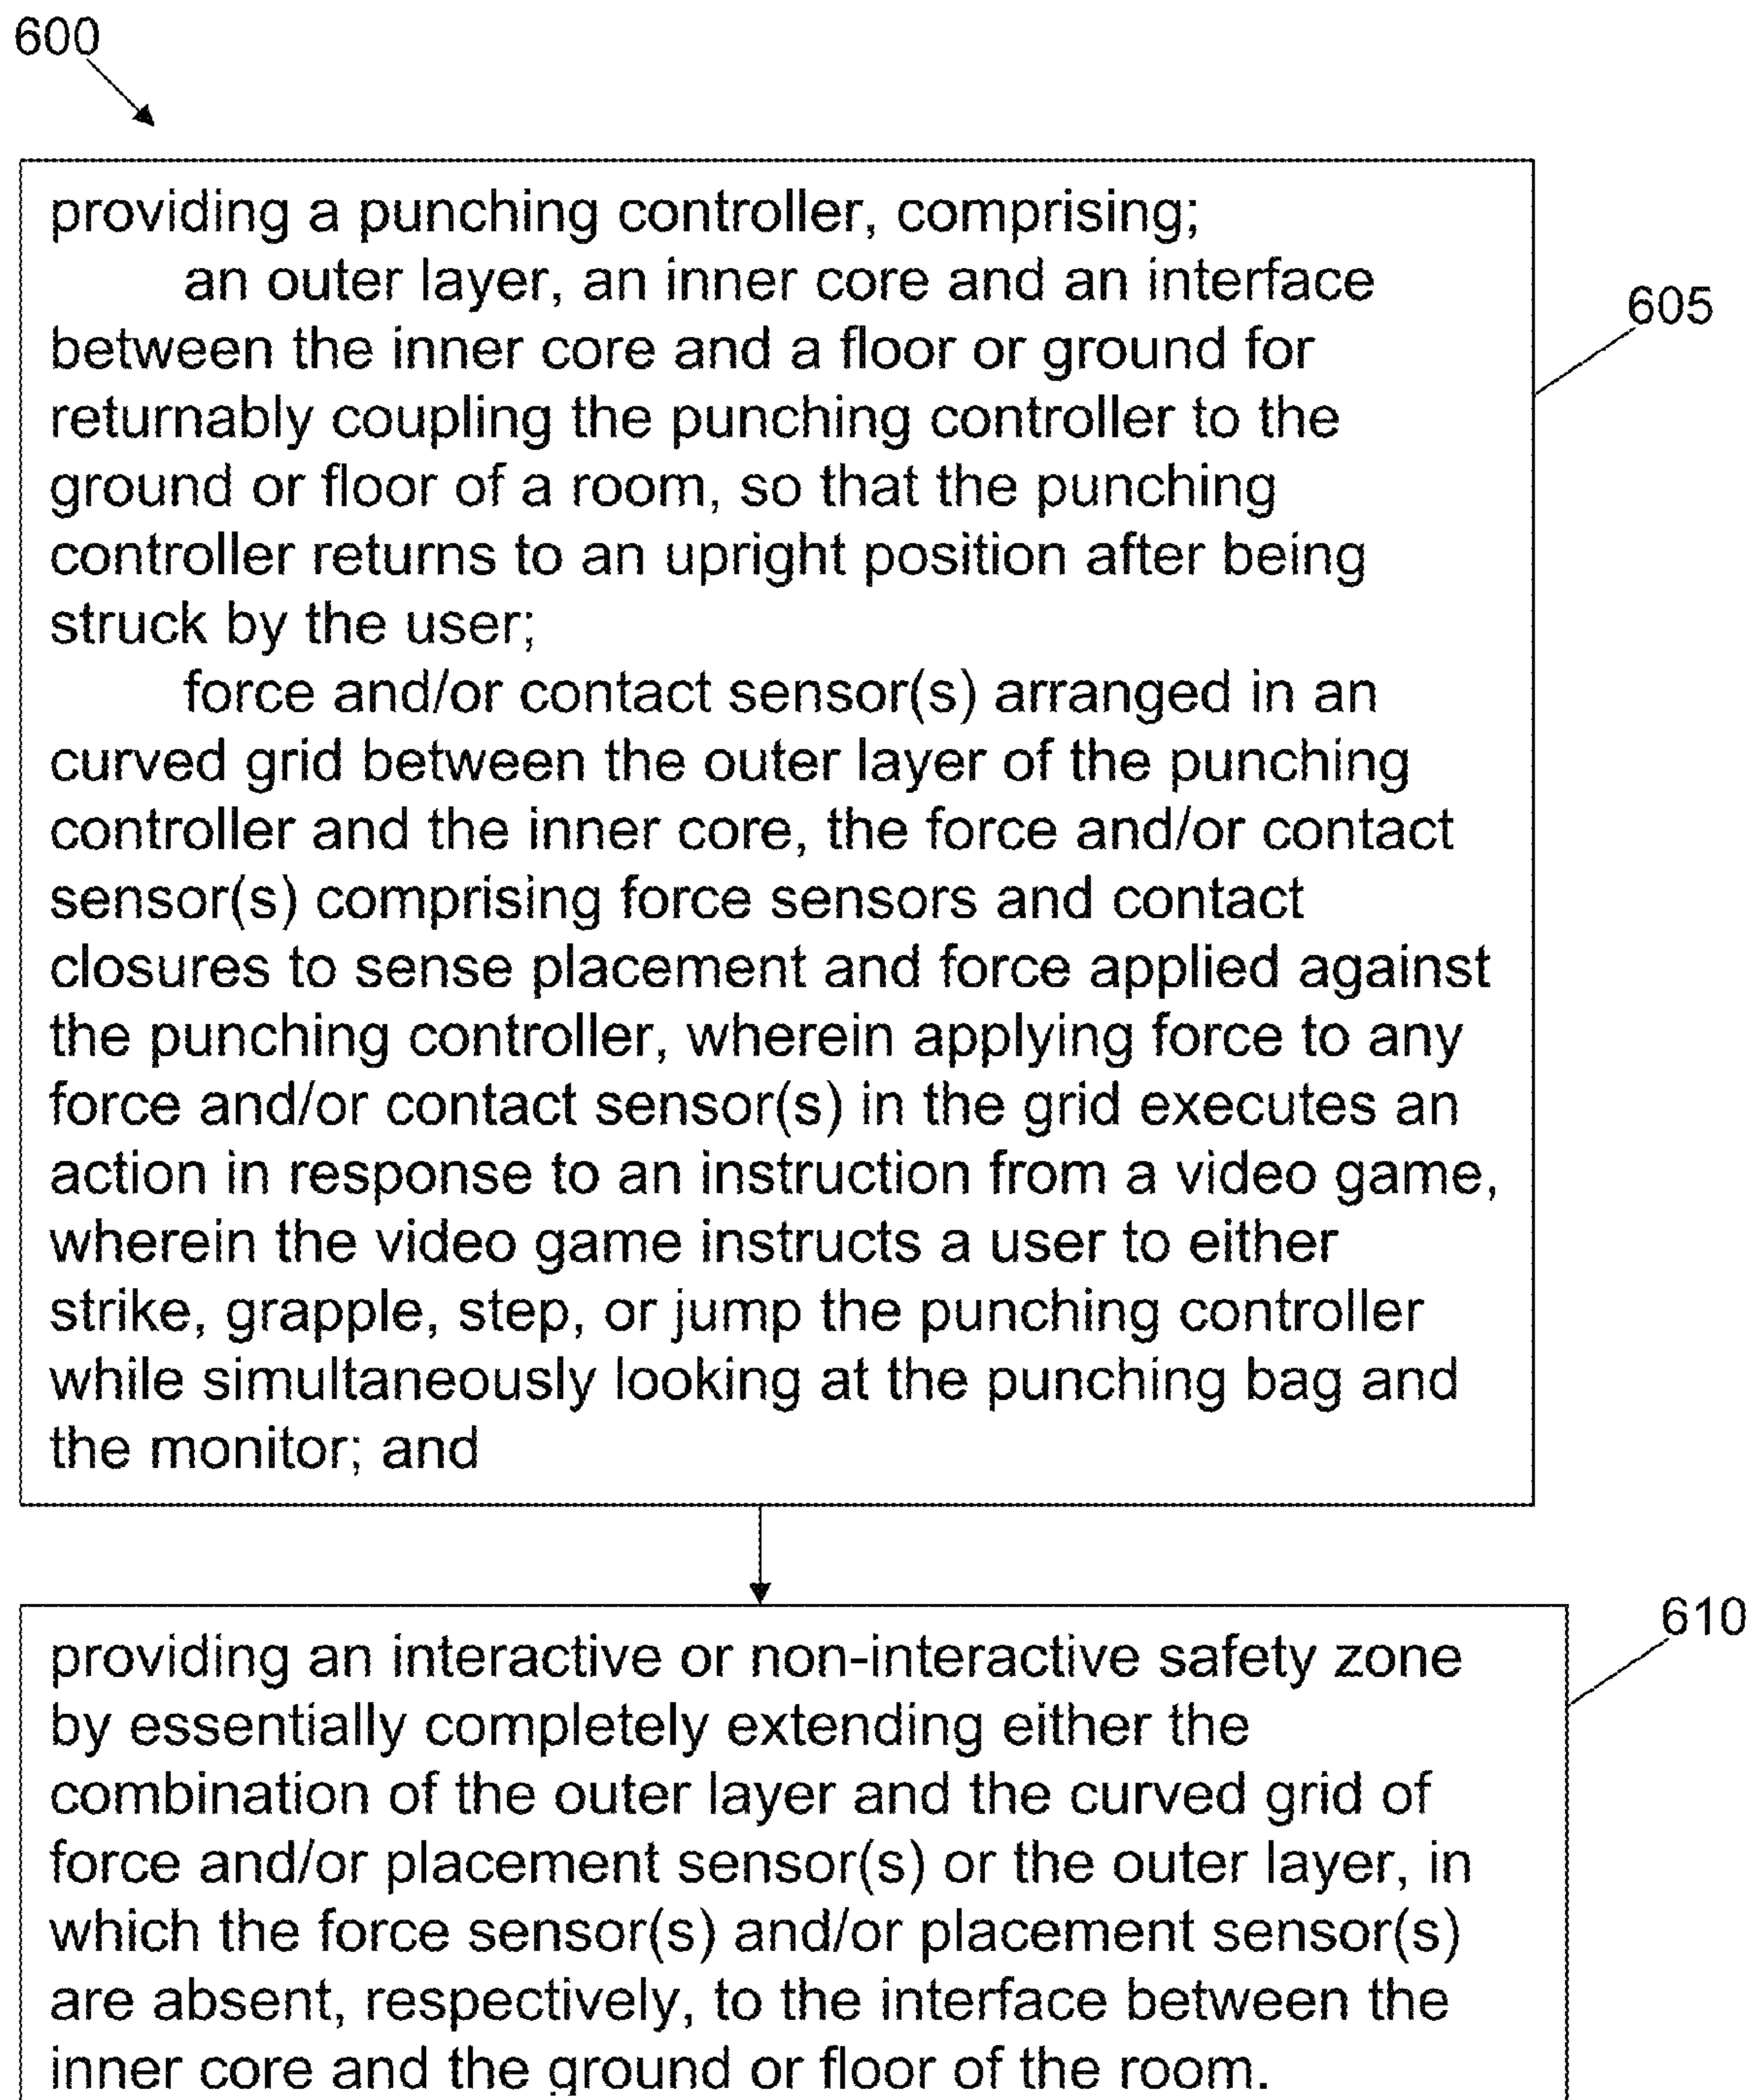 600
providing a punching controller, comprising;
an outer layer, an inner core and an interface
between the inner core and a floor or ground for
returnably coupling the punching controller to the
ground or floor of a room, so that the punching
controller returns to an upright position after being
struck by the user;
force and/or contact sensor(s) arranged in an
curved grid between the outer layer of the punching
controller and the inner core, the force and/or contact
sensor(s) comprising force sensors and contact
closures to sense placement and force applied against
the punching controller, wherein applying force to any
force and/or contact sensor(s) in the grid executes an
action in response to an instruction from a video game,
wherein the video game instructs a user to either
strike, grapple, step, or jump the punching controller
while simultaneously looking at the punching bag and
the monitor; and
605
providing an interactive or non-interactive safety zone
by essentially completely extending either the
combination of the outer layer and the curved grid of
force and/or placement sensor(s) or the outer layer, in
which the force sensor(s) and/or placement sensor(s)
are absent, respectively, to the interface between the
inner core and the ground or floor of the room.
610